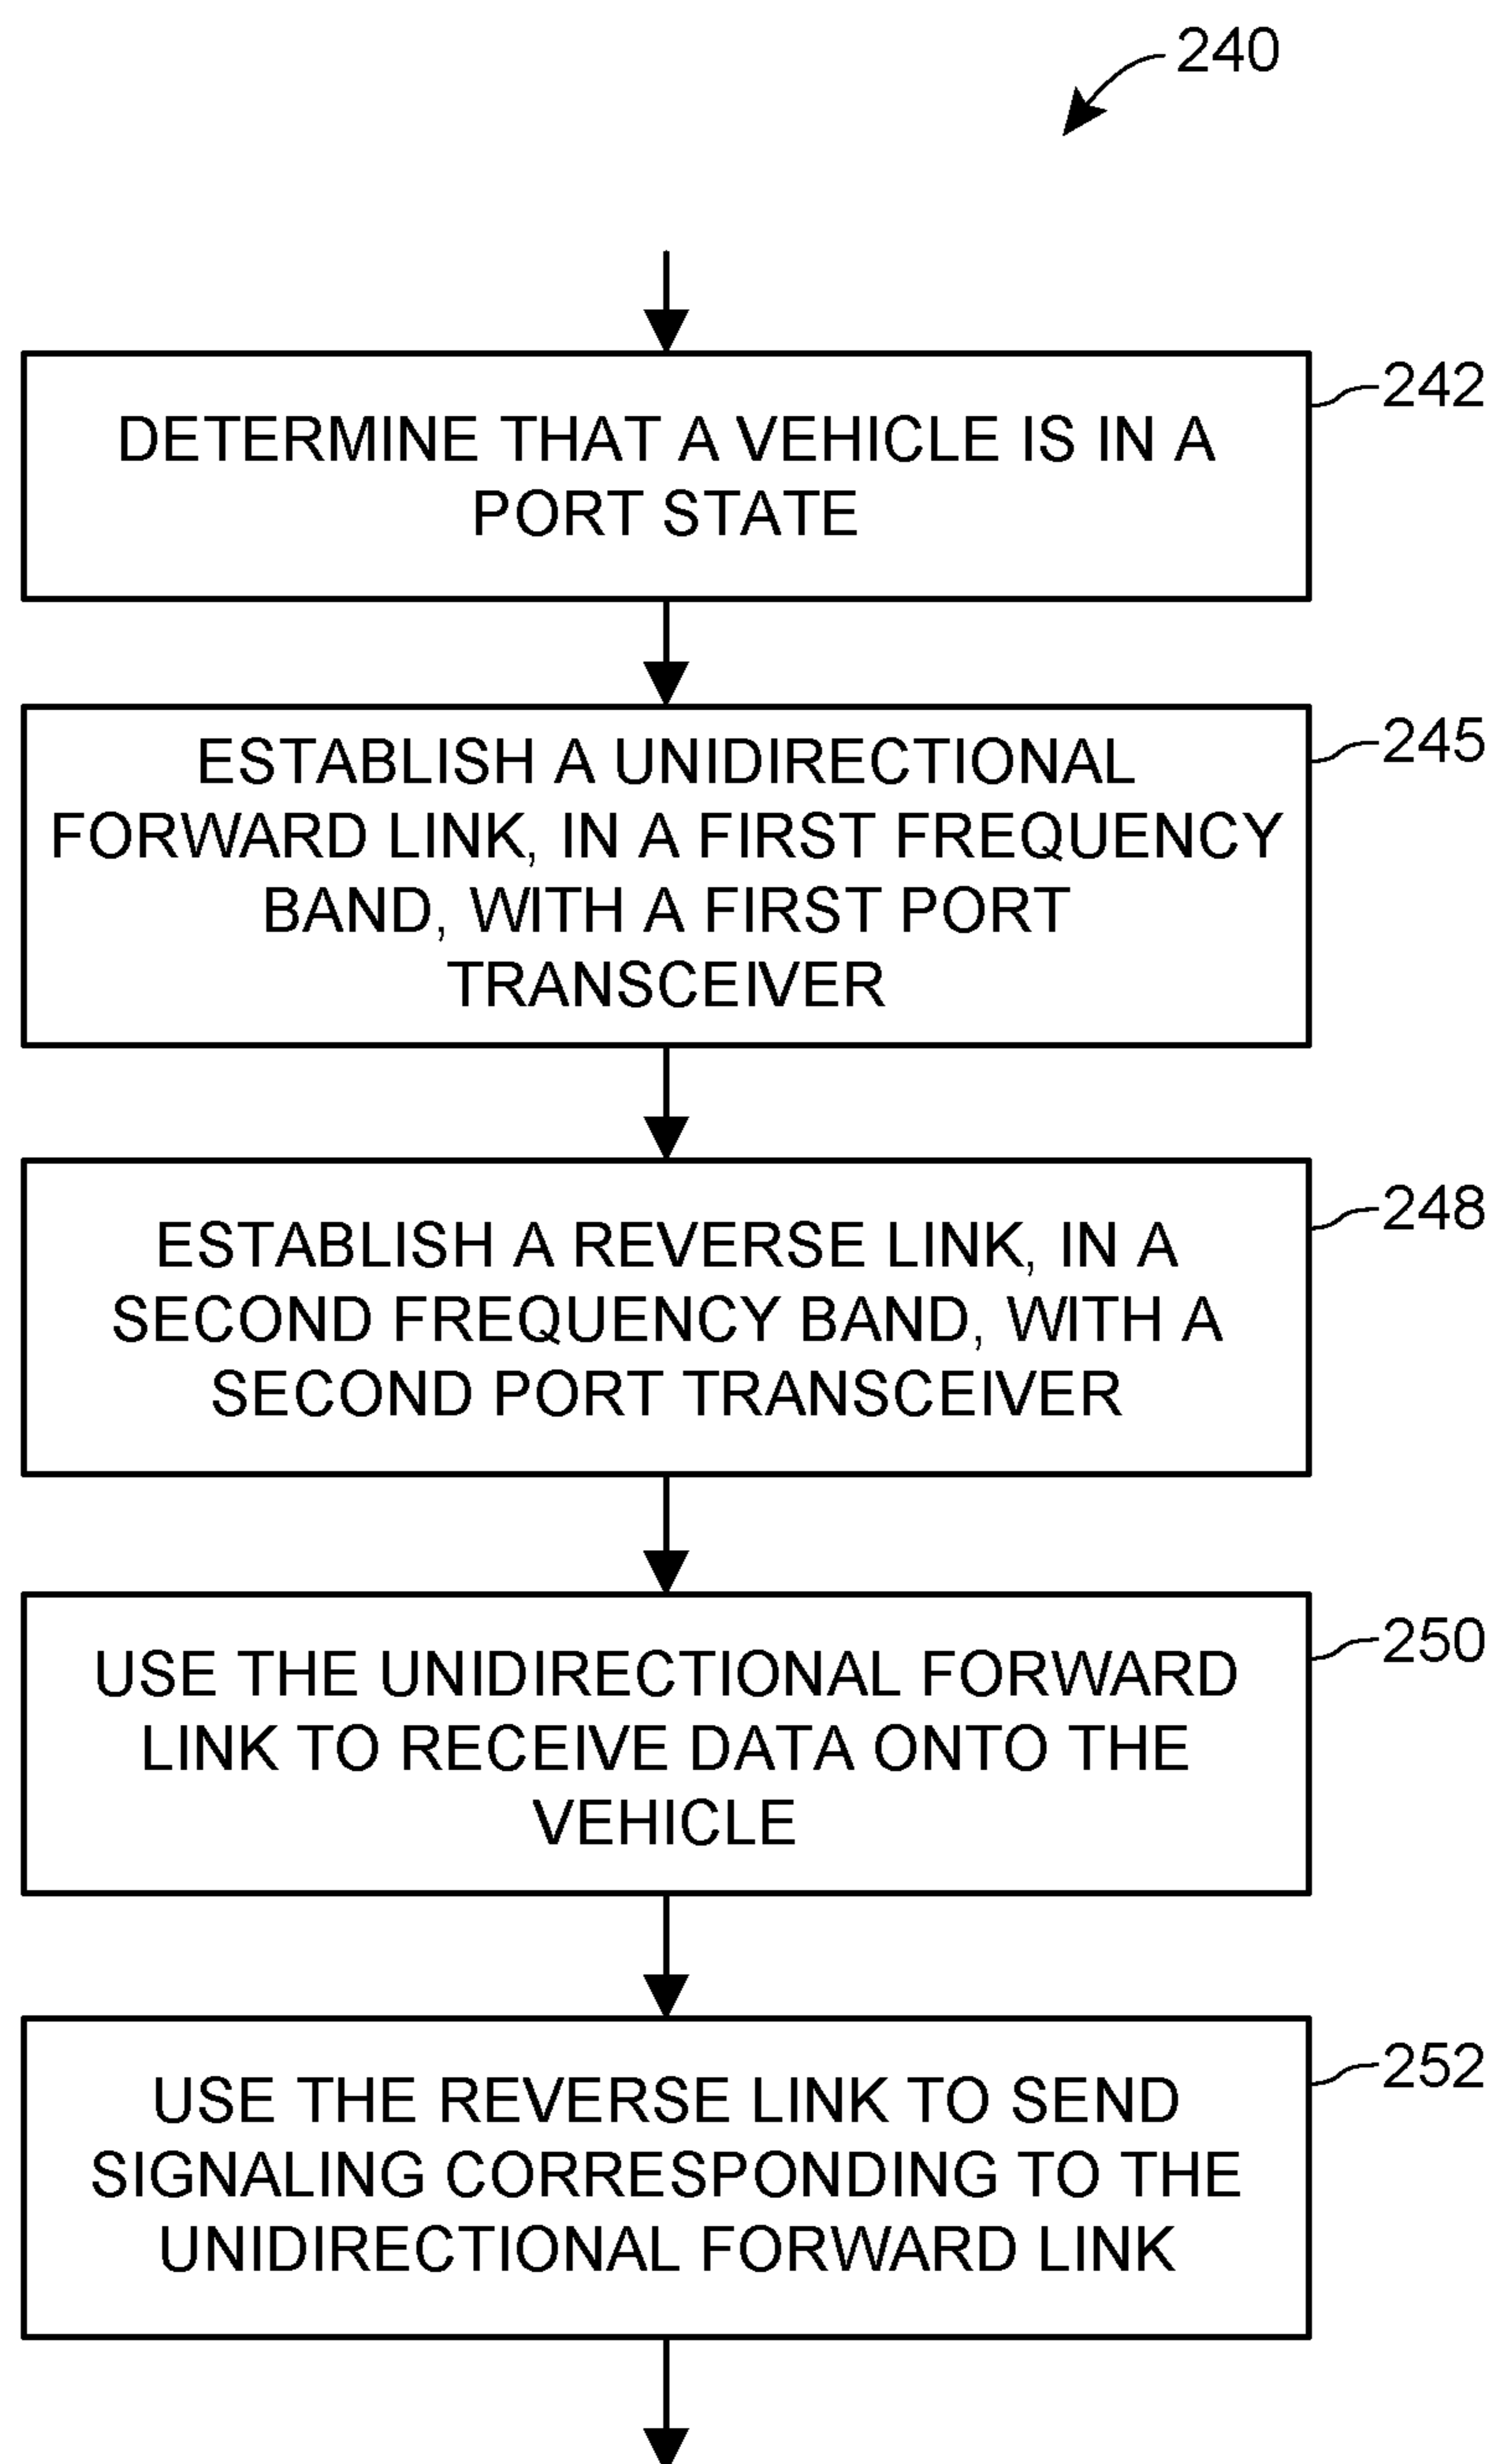 240
DETERMINE THAT A VEHICLE IS IN A
PORT STATE
242
ESTABLISH A UNIDIRECTIONAL
FORWARD LINK, IN A FIRST FREQUENCY
BAND, WITH A FIRST PORT
TRANSCEIVER
245
ESTABLISH A REVERSE LINK, IN A
SECOND FREQUENCY BAND, WITH A
SECOND PORT TRANSCEIVER
248
USE THE UNIDIRECTIONAL FORWARD
LINK TO RECEIVE DATA ONTO THE
VEHICLE
250
USE THE REVERSE LINK TO SEND
SIGNALING CORRESPONDING TO THE
UNIDIRECTIONAL FORWARD LINK
252